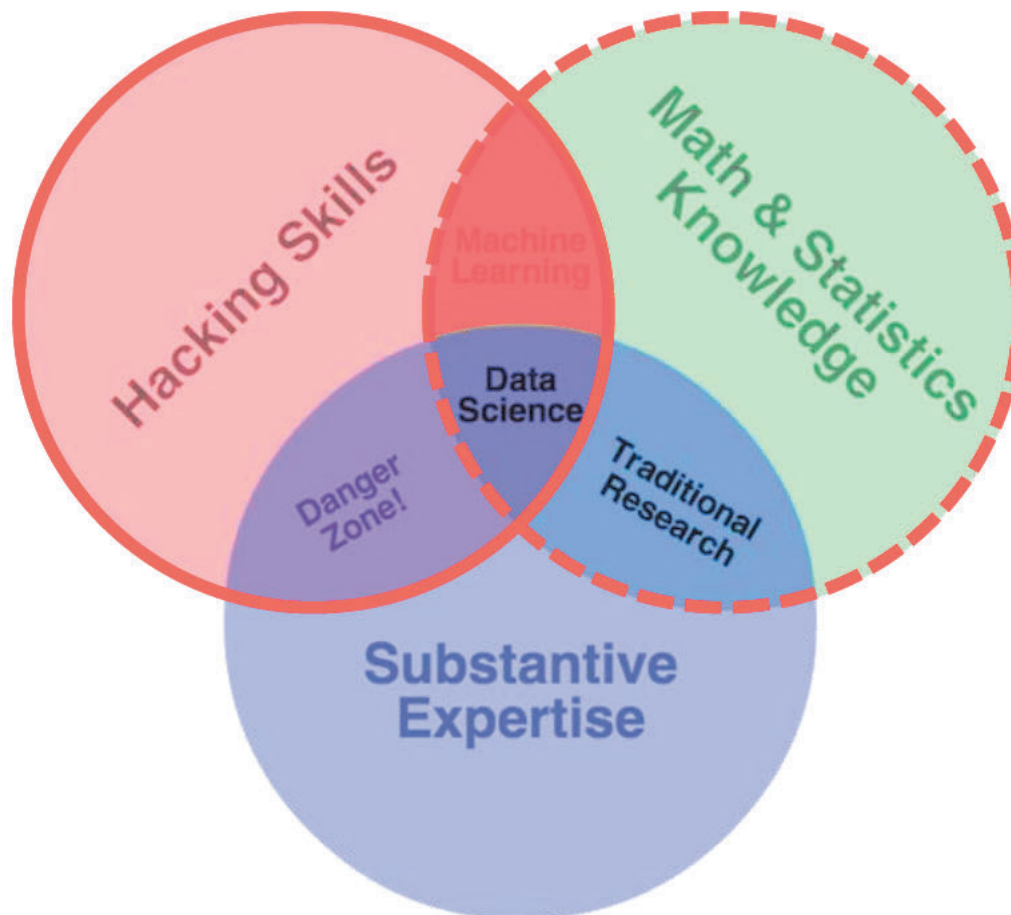 Hacking Skills
Math & Statistics
Knowledge
Machine
Learning
Data
Science
Danger
Zone!
Traditional
Research
Substantive
Expertise